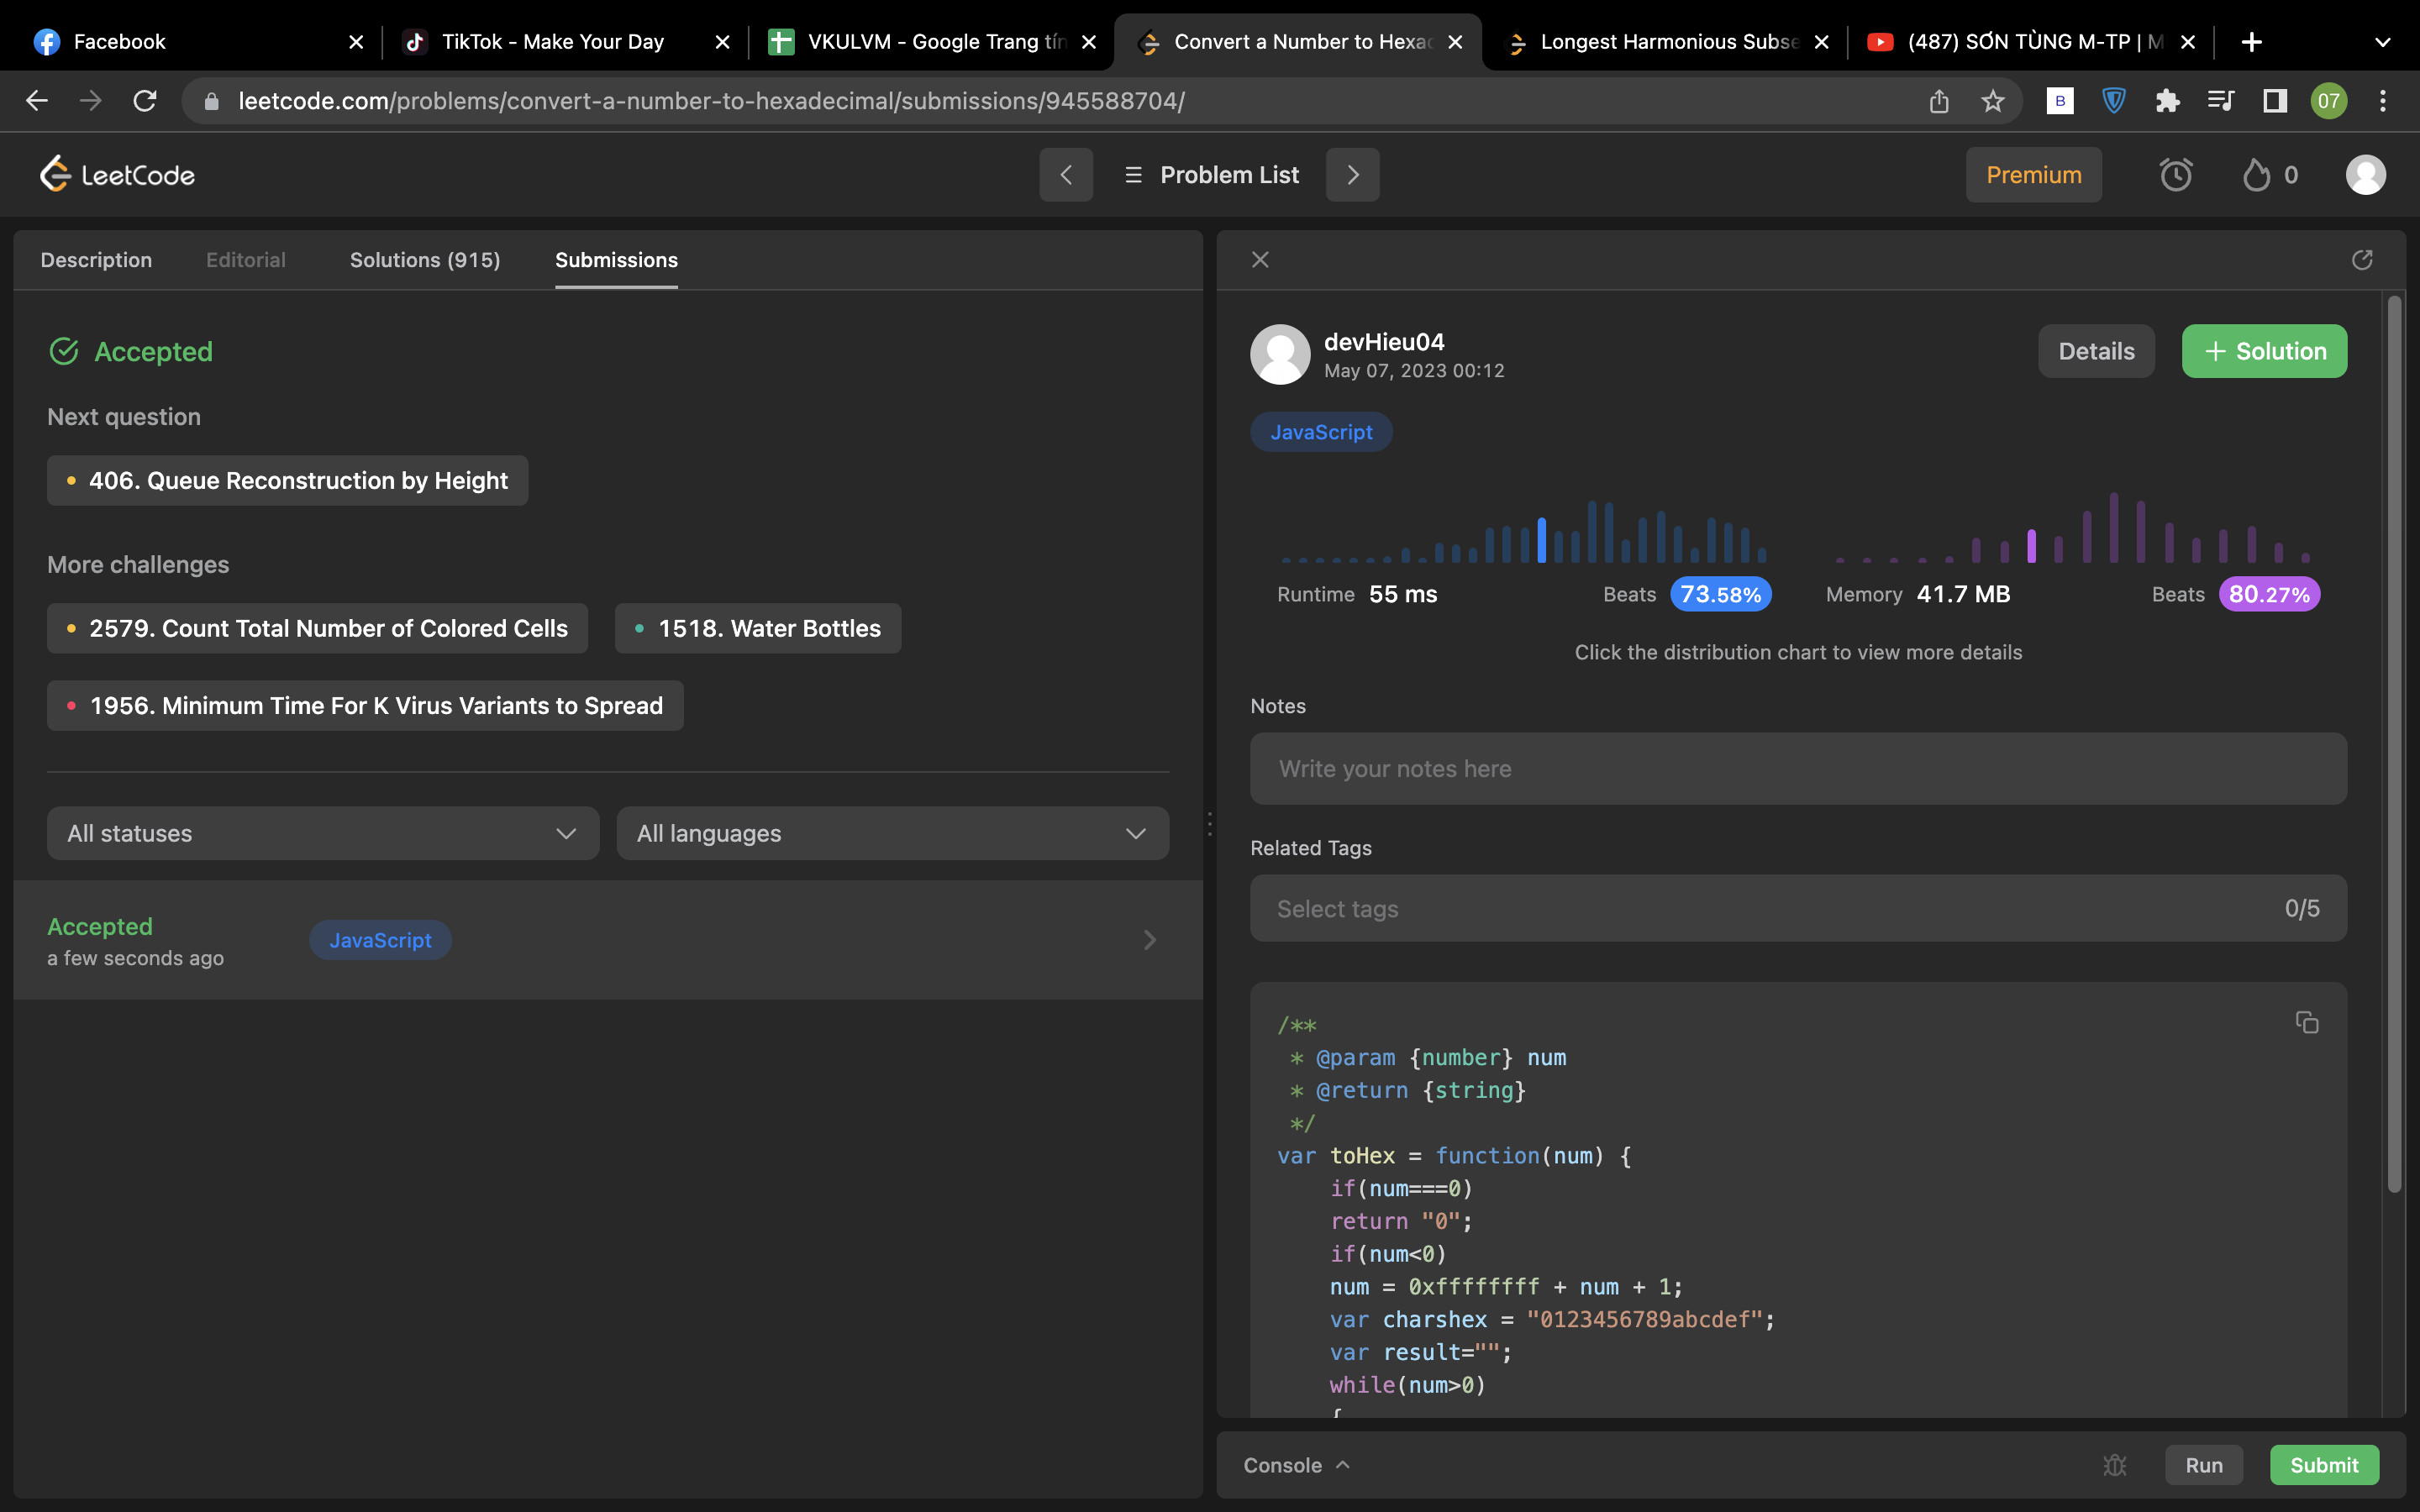 Facebook
TikTok - Make Your Day
VKULVM - Google Trang tín
Convert a Number to Hexad
Longest Harmonious Subse
(487) SƠN TÙNG M-TP | M
leetcode.com/problems/convert-a-number-to-hexadecimal/submissions/945588704/
B
07
LeetCode
Problem List
Premium
0
Description
Editorial
Solutions (915)
Submissions
Accepted
Next question
406. Queue Reconstruction by Height
More challenges
2579. Count Total Number of Colored Cells
1518. Water Bottles
1956. Minimum Time For K Virus Variants to Spread
All statuses
All languages
Accepted
a few seconds ago
JavaScript
devHieu04
May 07, 2023 00:12
Details
+ Solution
JavaScript
Runtime 55 ms
Beats 73.58%
Memory 41.7 MB
Beats 80.27%
Click the distribution chart to view more details
Notes
Write your notes here
Related Tags
Select tags
0/5
/**
 * @param {number} num
 * @return {string}
 */
var toHex = function(num) {
    if(num===0)
    return "0";
    if(num<0)
    num = 0xffffffff + num + 1;
    var charshex = "0123456789abcdef";
    var result="";
    while(num>0)
    {
Console
Run
Submit